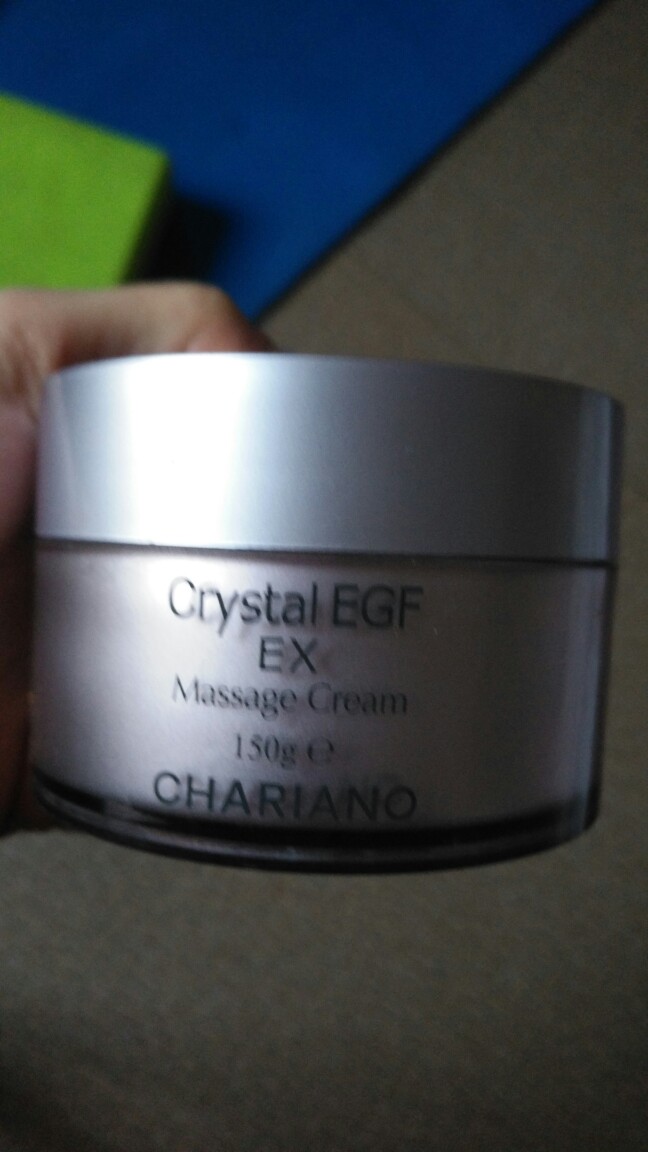 Crystal EGF
EX
Massage Cream
150g ℮
CHARIANO